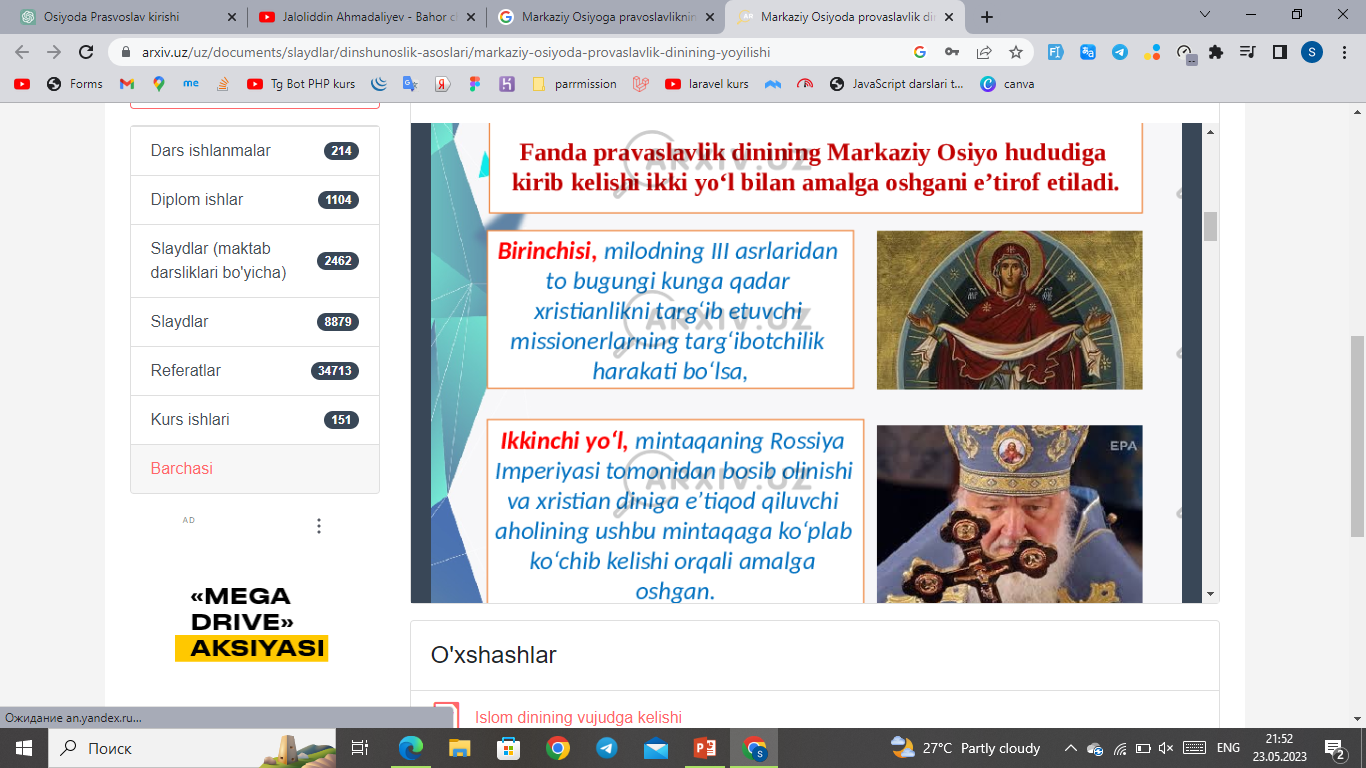 Osiyoda Prasvoslav kirishi
Jaloliddin Ahmadaliyev - Bahor c
Markaziy Osiyoga pravoslavliknin
Markaziy Osiyoda provaslavlik di
arxiv.uz/uz/documents/slaydlar/dinshunoslik-asoslari/markaziy-osiyoda-provaslavlik-dinining-yoyilishi
S
Forms
me
Tg Bot PHP kurs
parrmission
laravel kurs
JavaScript darslari t...
canva
Dars ishlanmalar 214
Diplom ishlar 1104
Slaydlar (maktab
darsliklari bo'yicha) 2462
Slaydlar 8879
Referatlar 34713
Kurs ishlari 151
Barchasi
AD
«MEGA
DRIVE»
AKSIYASI
Fanda pravaslavlik dinining Markaziy Osiyo hududiga
kirib kelishi ikki yo‘l bilan amalga oshgani e’tirof etiladi.
ARXIV.UZ
Birinchisi, milodning III asrlaridan
to bugungi kunga qadar
xristianlikni targ‘ib etuvchi
missionerlarning targ‘ibotchilik
harakati bo‘lsa,
ARXIV.UZ
Ikkinchi yo‘l, mintaqaning Rossiya
Imperiyasi tomonidan bosib olinishi
va xristian diniga e’tiqod qiluvchi
aholining ushbu mintaqaga ko‘plab
ko‘chib kelishi orqali amalga
oshgan.
ARXIV.UZ
EPA
O'xshashlar
Islom dinining vujudga kelishi
Ожидание an.yandex.ru...
Поиск
S
27°C Partly cloudy
ENG
21:52
23.05.2023
2